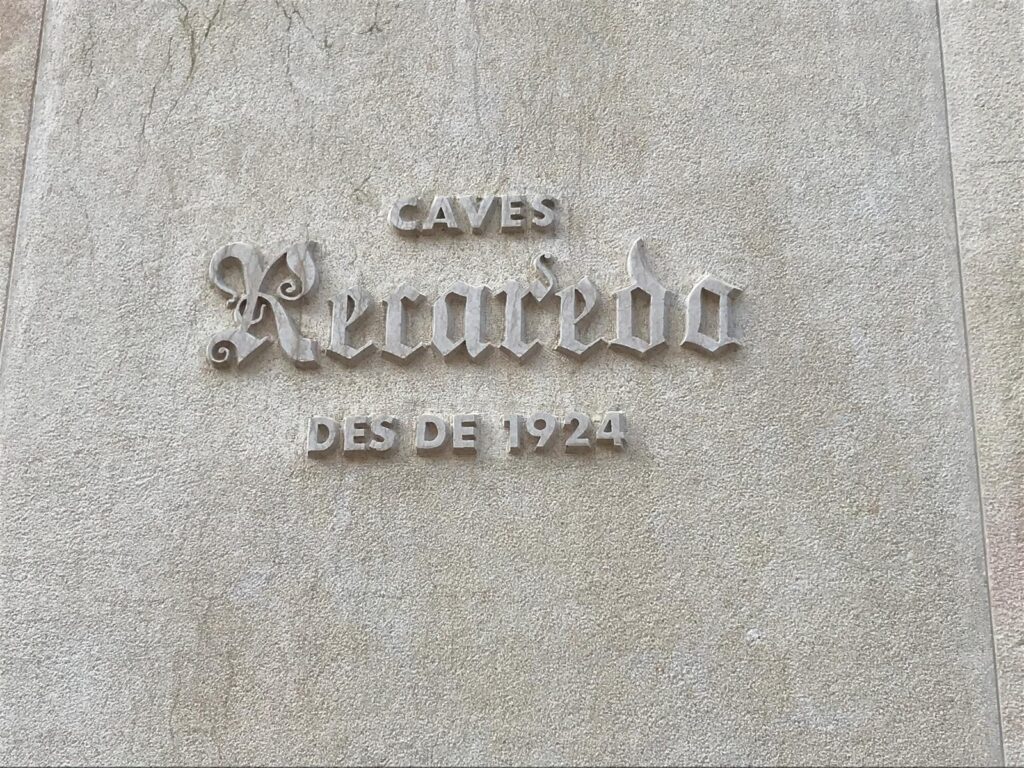 CAVES
Recaredo
DES DE 1924